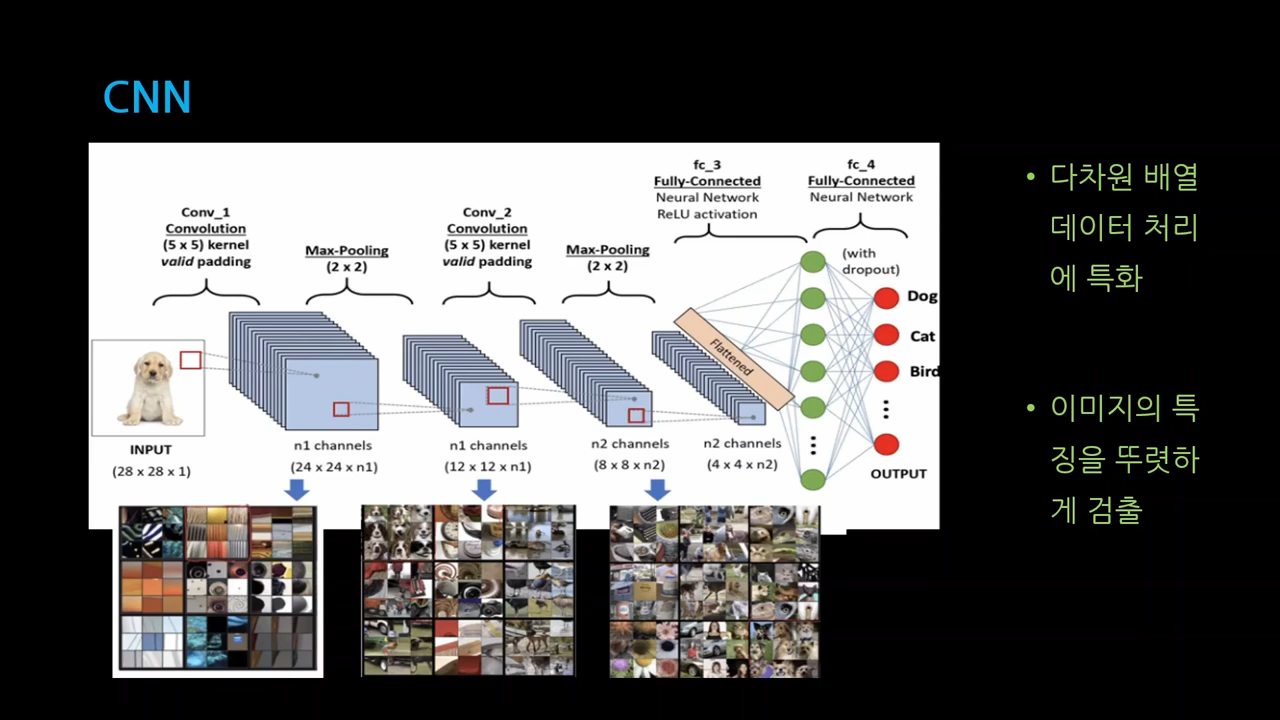 CNN
fc_3
Fully-Connected
Neural Network
ReLU activation
fc_4
Fully-Connected
Neural Network
Conv_1
Convolution
(5 x 5) kernel
valid padding
Max-Pooling
(2 x 2)
Conv_2
Convolution
(5 x 5) kernel
valid padding
Max-Pooling
(2 x 2)
(with
dropout)
Flattened
Dog
Cat
Bird
OUTPUT
INPUT
(28 x 28 x 1)
n1 channels
(24 x 24 x n1)
n1 channels
(12 x 12 x n1)
n2 channels
(8 x 8 x n2)
n2 channels
(4 x 4 x n2)
• 다차원 배열
데이터 처리
에 특화
• 이미지의 특
징을 뚜렷하
게 검출